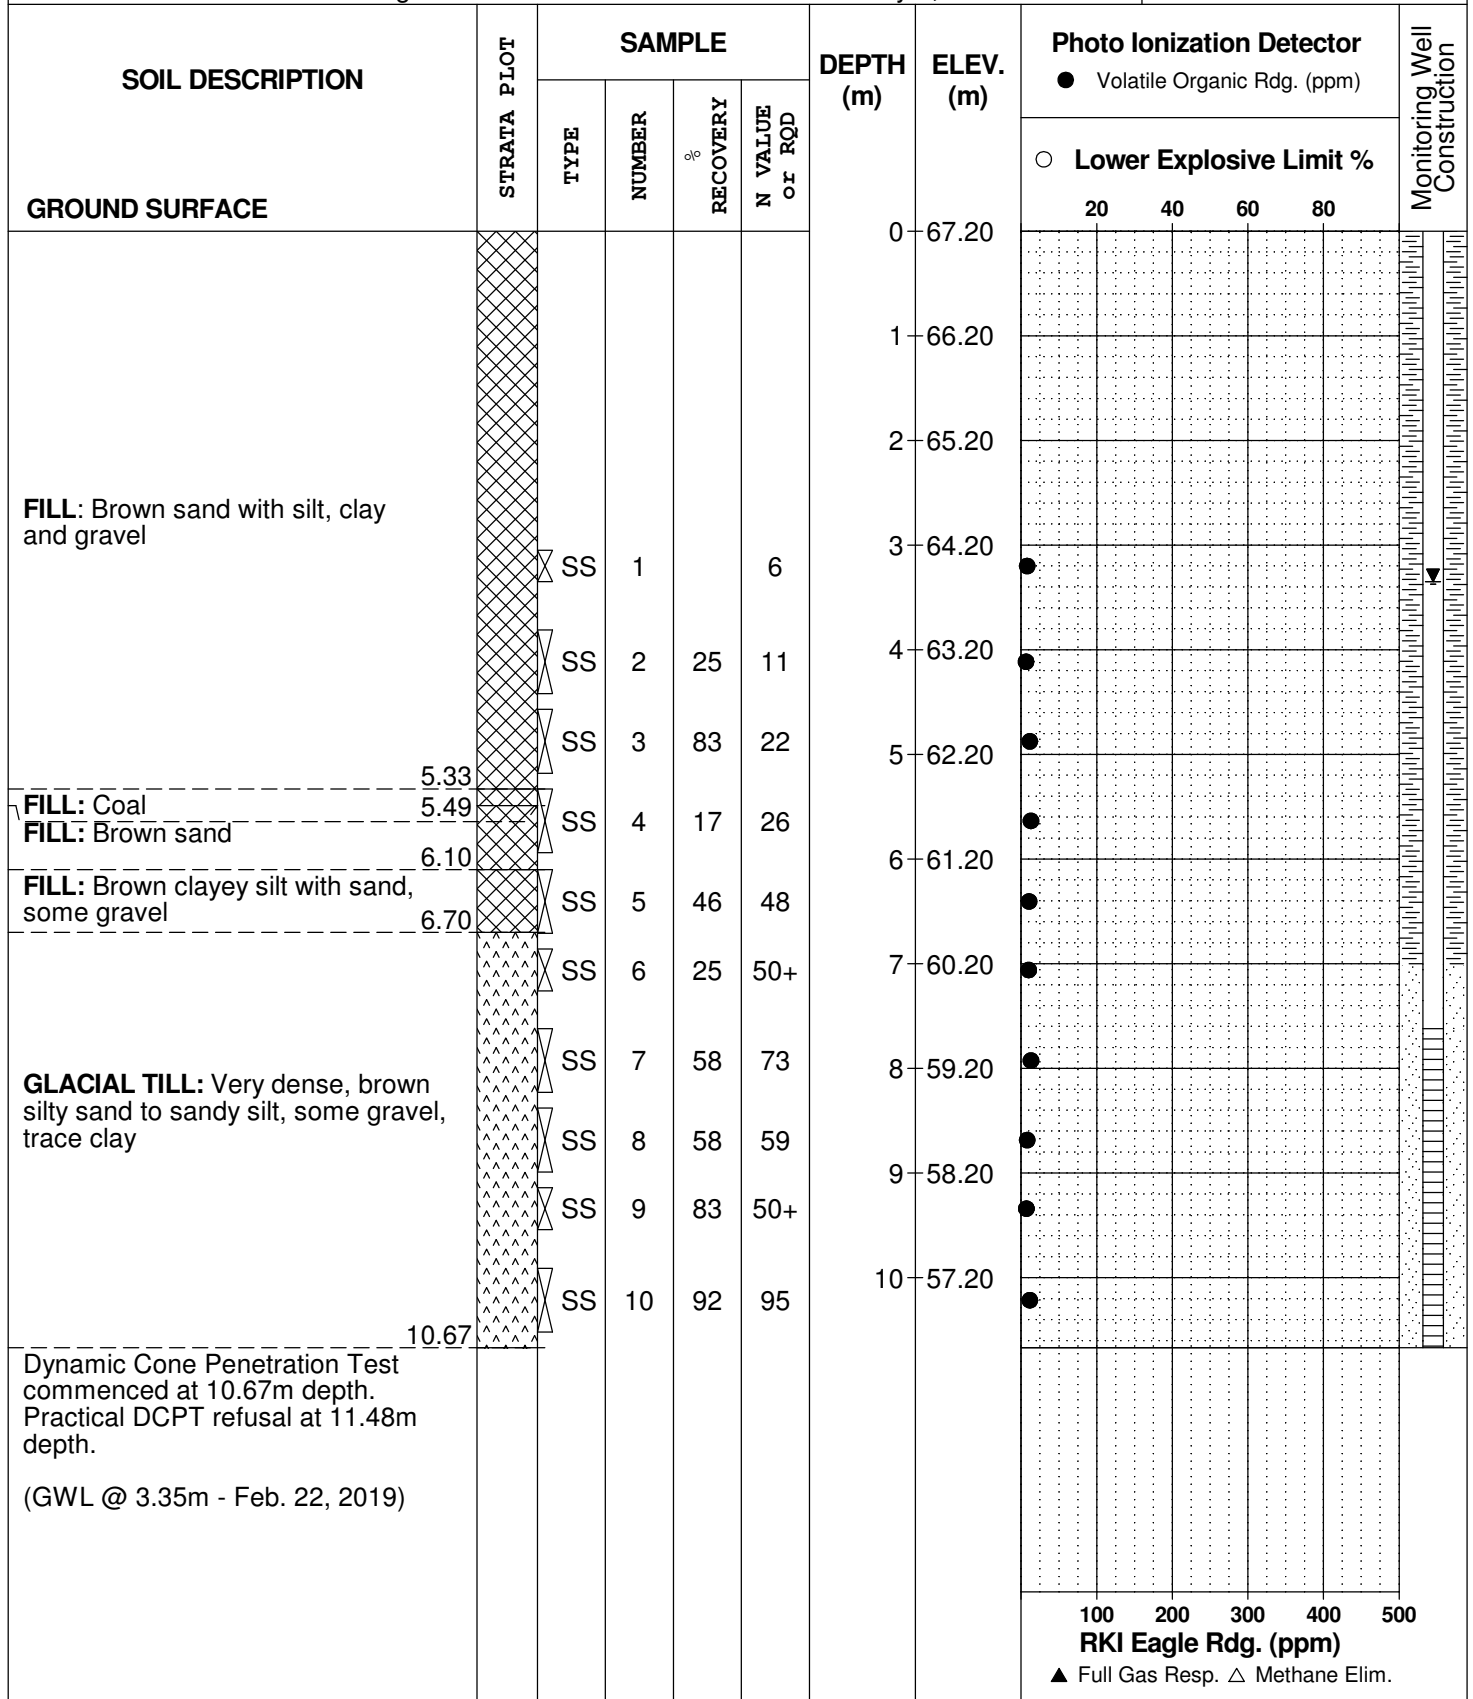 SOIL DESCRIPTION
GROUND SURFACE
STRATA PLOT
SAMPLE
TYPE
NUMBER
%
RECOVERY
N VALUE
or RQD
DEPTH
(m)
ELEV.
(m)
Photo Ionization Detector
● Volatile Organic Rdg. (ppm)
○ Lower Explosive Limit %
20 40 60 80
Monitoring Well
Construction
0 67.20
1 66.20
2 65.20
FILL: Brown sand with silt, clay
and gravel
3 64.20
SS 1 6
4 63.20
SS 2 25 11
SS 3 83 22
5 62.20
5.33
FILL: Coal 5.49
FILL: Brown sand
SS 4 17 26
6.10
6 61.20
FILL: Brown clayey silt with sand,
some gravel 6.70
SS 5 46 48
7 60.20
SS 6 25 50+
SS 7 58 73
8 59.20
GLACIAL TILL: Very dense, brown
silty sand to sandy silt, some gravel,
trace clay
SS 8 58 59
9 58.20
SS 9 83 50+
10 57.20
SS 10 92 95
10.67
Dynamic Cone Penetration Test
commenced at 10.67m depth.
Practical DCPT refusal at 11.48m
depth.
(GWL @ 3.35m - Feb. 22, 2019)
100 200 300 400 500
RKI Eagle Rdg. (ppm)
▲ Full Gas Resp. △ Methane Elim.